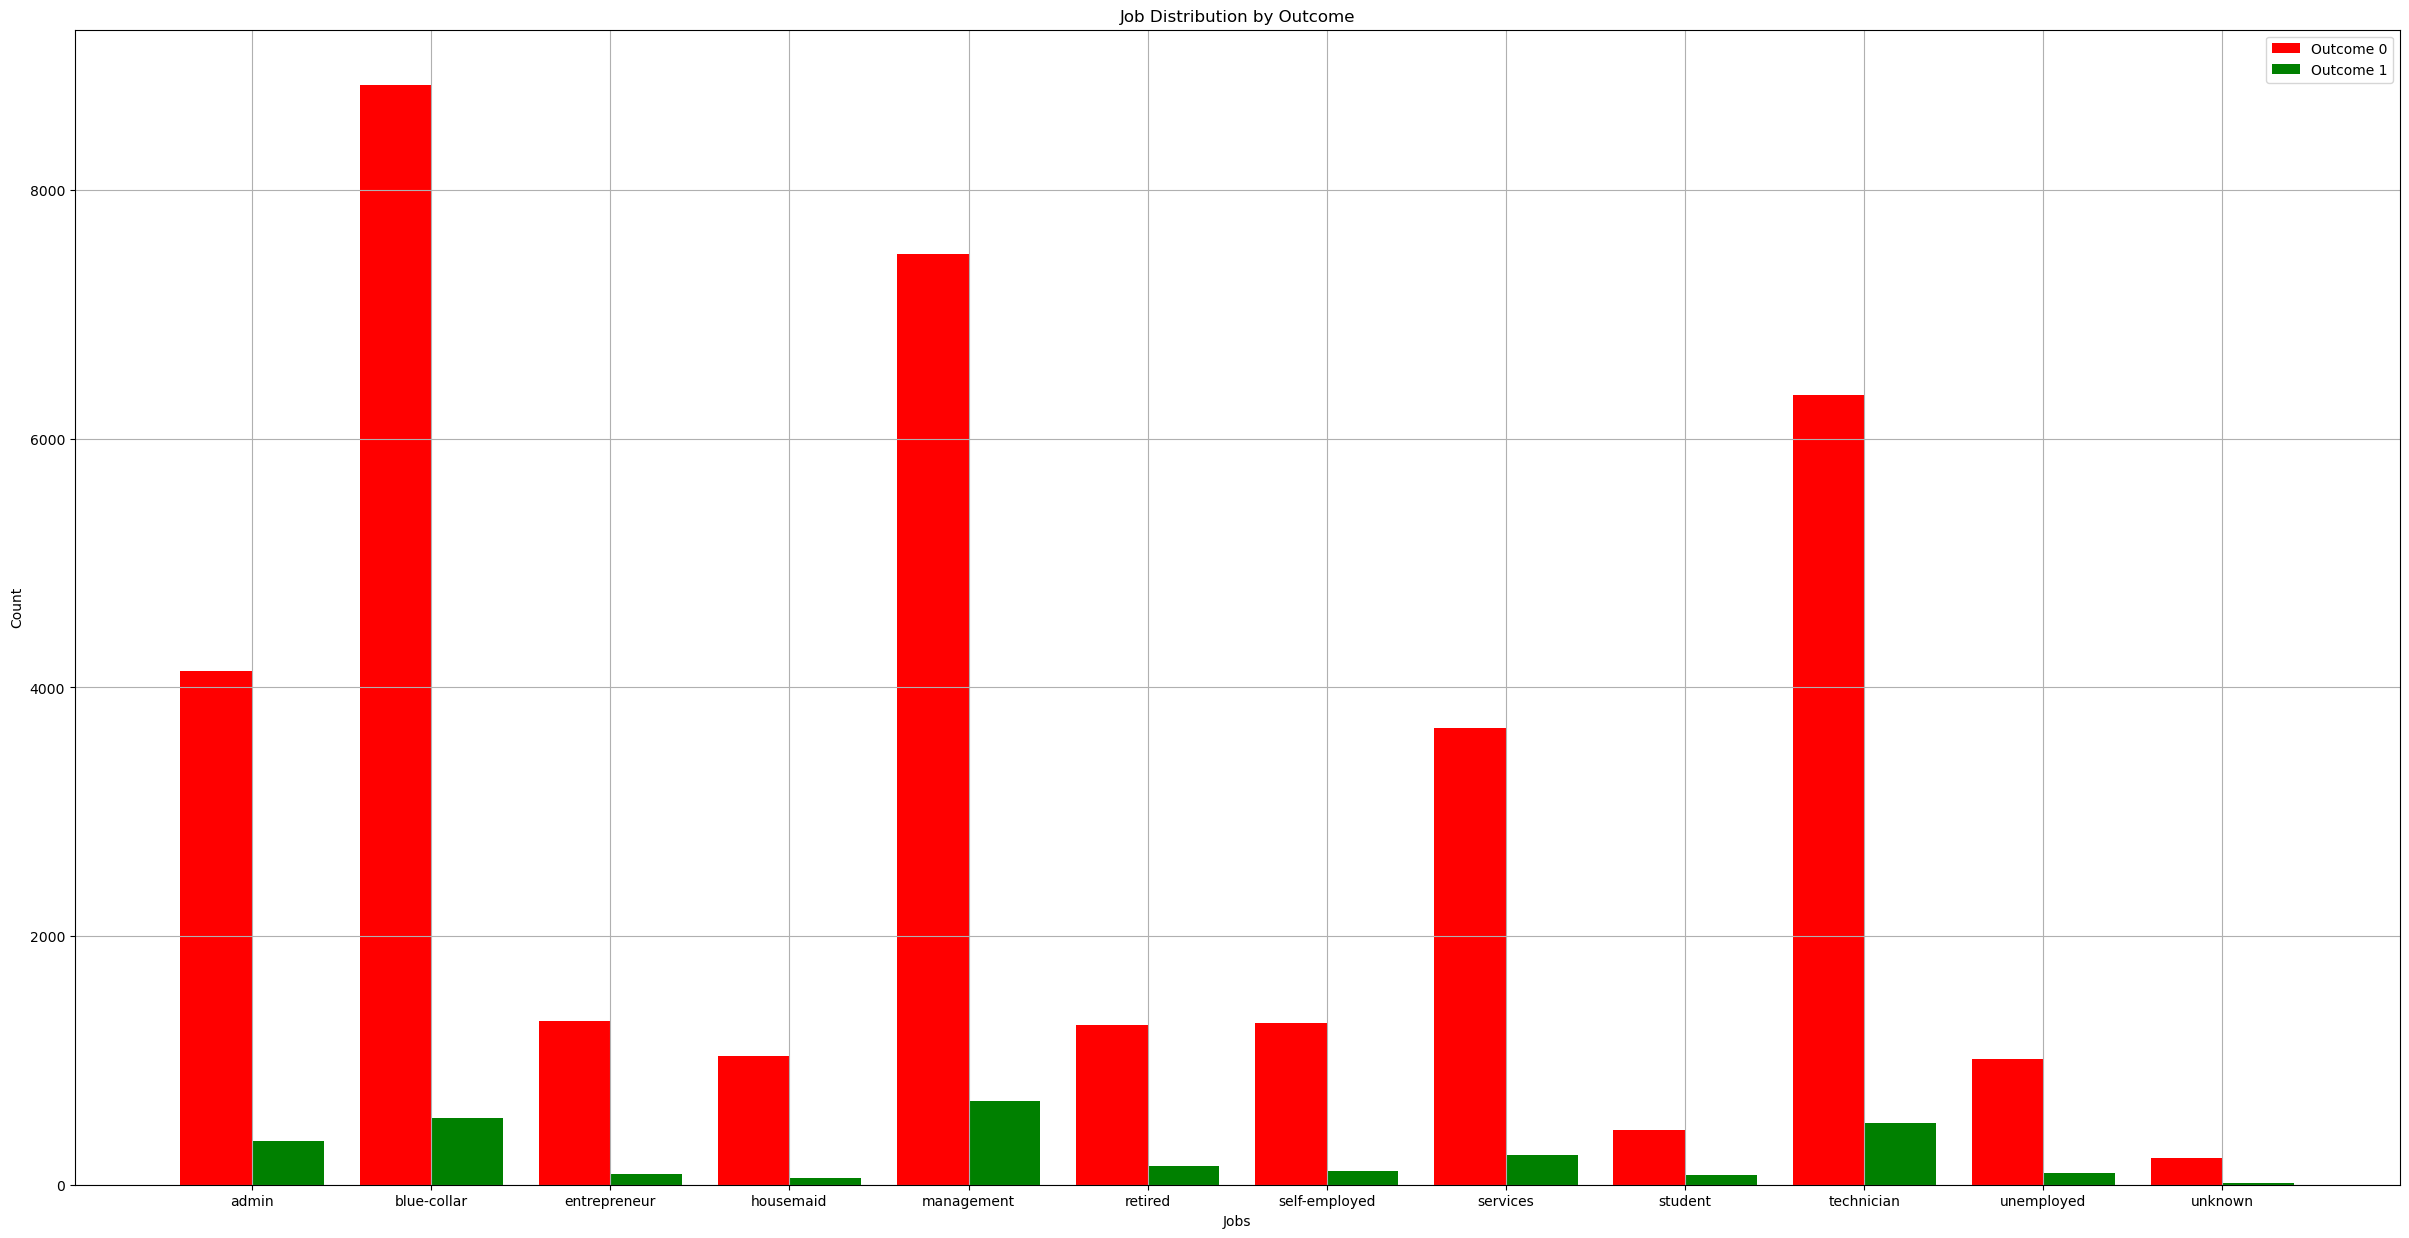 Job Distribution by Outcome
Outcome 0
Outcome 1
Count
8000
6000
4000
2000
0
admin blue-collar entrepreneur housemaid management retired self-employed services student technician unemployed unknown
Jobs